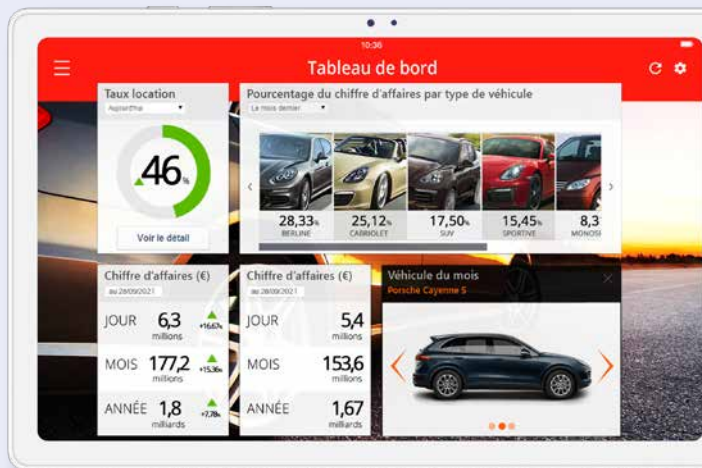 10:36
Tableau de bord
Taux location
Aujourd'hui
46%
Voir le détail
Pourcentage du chiffre d'affaires par type de véhicule
Le mois dernier
28,33% 25,12% 17,50% 15,45% 8,3
BERLINE CABRIOLET SUV SPORTIVE MONOS
Chiffre d'affaires (€)
au 28/09/2021
JOUR 6,3 +16.67%
millions
MOIS 177,2 +15.36%
millions
ANNÉE 1,8 +7.78%
milliards
Chiffre d'affaires (€)
au 28/09/2021
JOUR 5,4
millions
MOIS 153,6
millions
ANNÉE 1,67
milliards
Véhicule du mois
Porsche Cayenne S